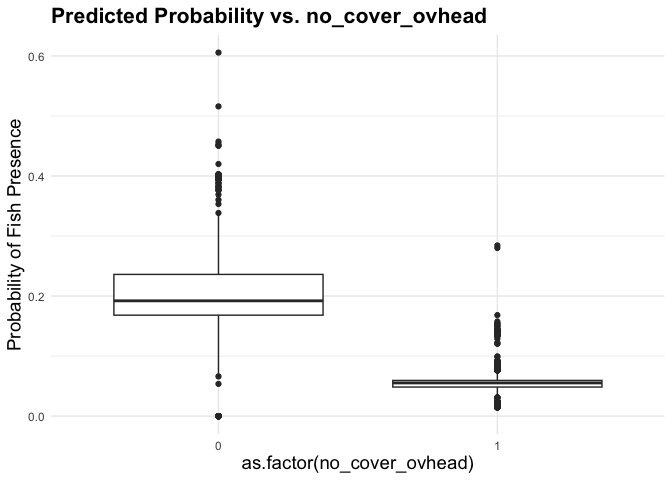 Predicted Probability vs. no_cover_ovhead
Probability of Fish Presence
0.6
0.4
0.2
0.0
0 1
as.factor(no_cover_ovhead)